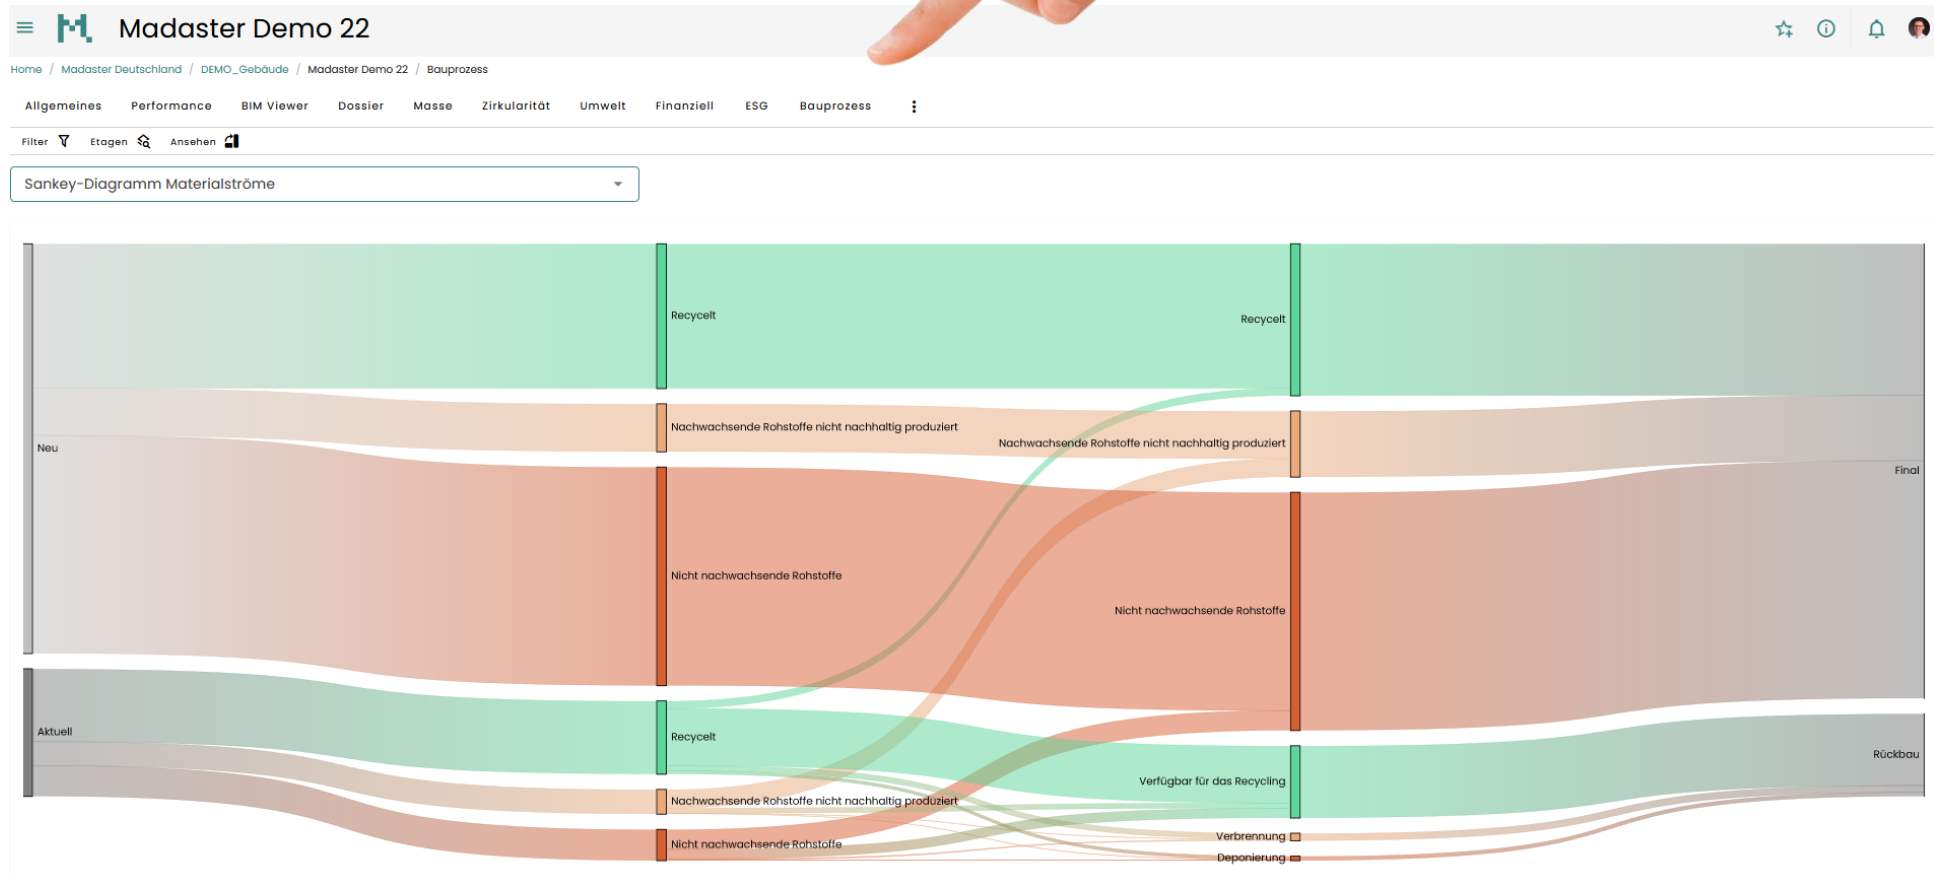 Madaster Demo 22
Home / Madaster Deutschland / DEMO_Gebäude / Madaster Demo 22 / Bauprozess
Allgemeines Performance BIM Viewer Dossier Masse Zirkularität Umwelt Finanziell ESG Bauprozess
Filter Etagen Ansehen
Sankey-Diagramm Materialströme
Recycelt Recycelt
Nachwachsende Rohstoffe nicht nachhaltig produziert
Nachwachsende Rohstoffe nicht nachhaltig produziert
Neu
Final
Nicht nachwachsende Rohstoffe
Nicht nachwachsende Rohstoffe
Aktuell
Recycelt
Rückbau
Verfügbar für das Recycling
Nachwachsende Rohstoffe nicht nachhaltig produziert
Verbrennung
Nicht nachwachsende Rohstoffe
Deponierung